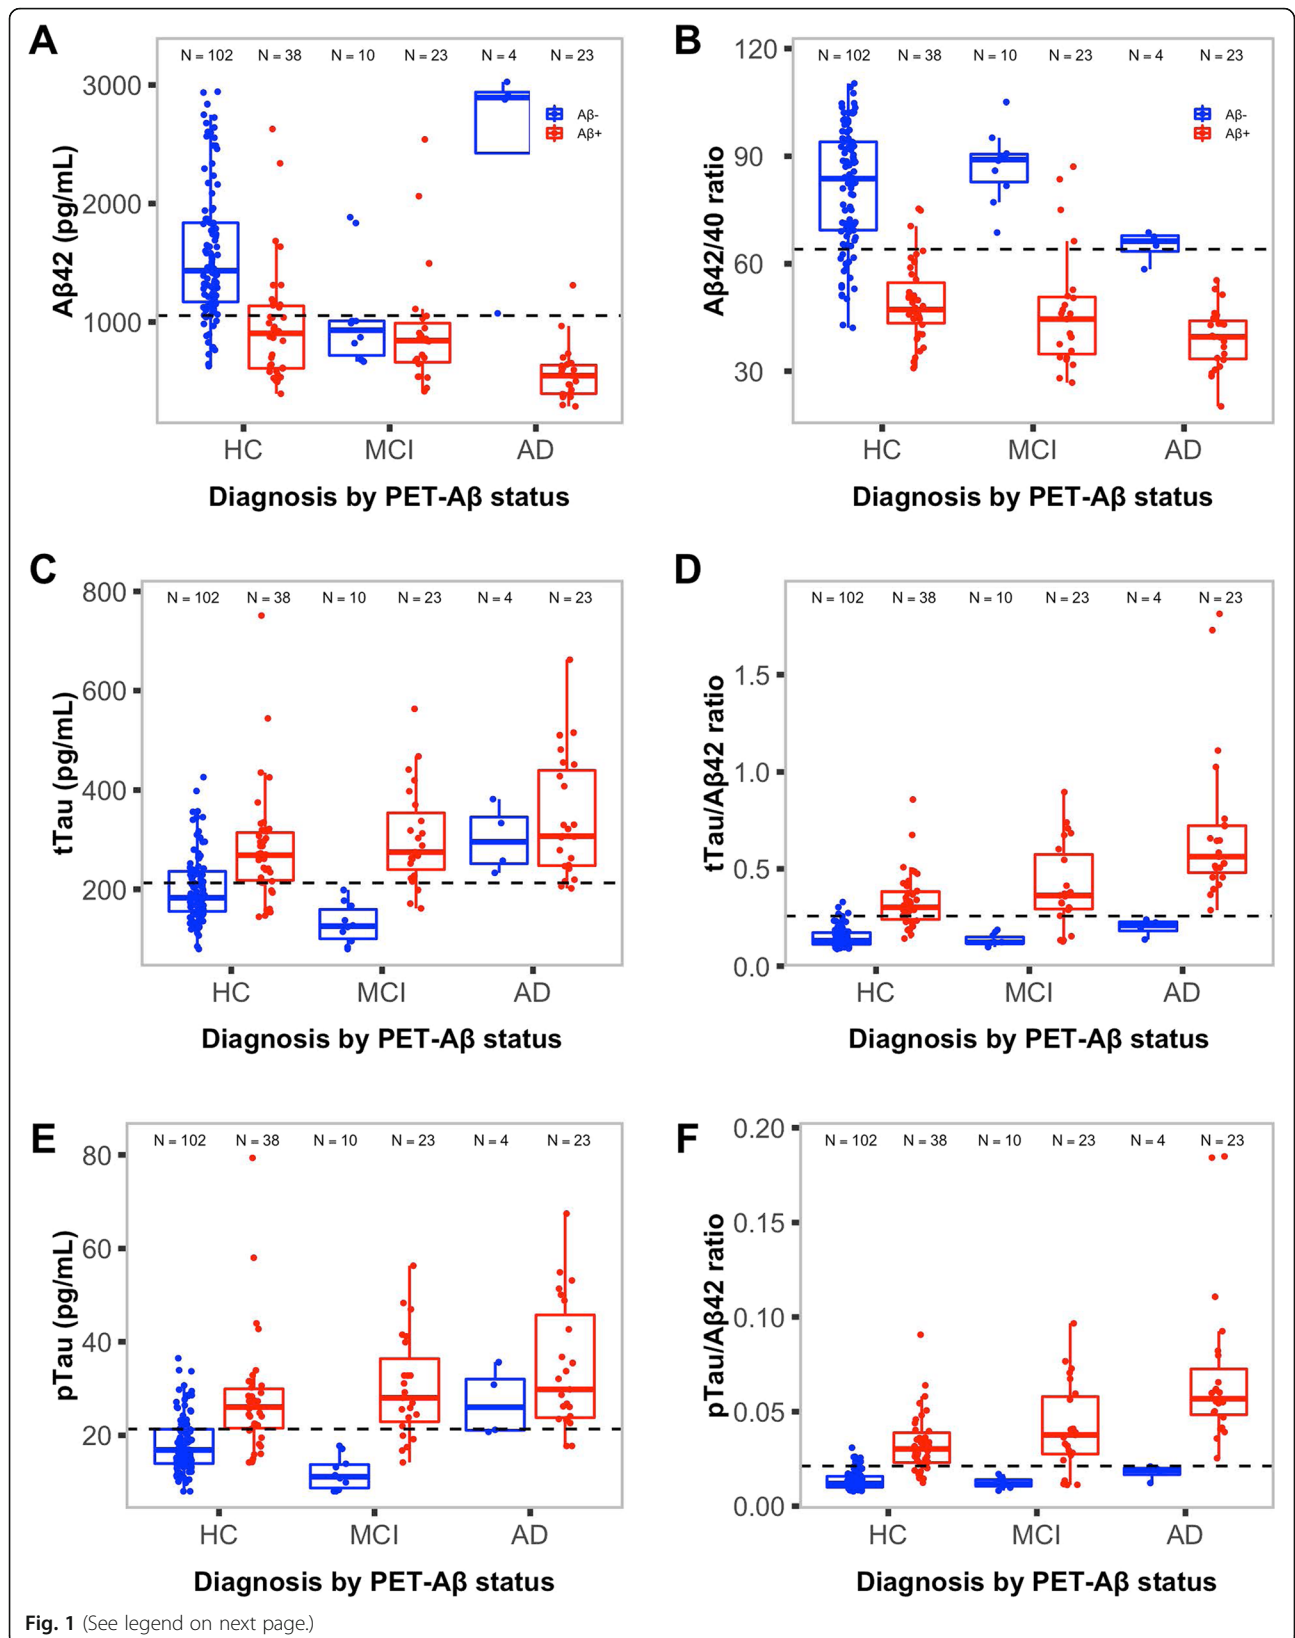 A
N = 102 N = 38 N = 10 N = 23 N = 4 N = 23
Aβ42 (pg/mL)
3000
2000
1000
Aβ-
Aβ+
HC MCI AD
Diagnosis by PET-Aβ status
B
N = 102 N = 38 N = 10 N = 23 N = 4 N = 23
Aβ42/40 ratio
120
90
60
30
Aβ-
Aβ+
HC MCI AD
Diagnosis by PET-Aβ status
C
N = 102 N = 38 N = 10 N = 23 N = 4 N = 23
tTau (pg/mL)
800
600
400
200
HC MCI AD
Diagnosis by PET-Aβ status
D
N = 102 N = 38 N = 10 N = 23 N = 4 N = 23
tTau/Aβ42 ratio
1.5
1.0
0.5
0.0
HC MCI AD
Diagnosis by PET-Aβ status
E
N = 102 N = 38 N = 10 N = 23 N = 4 N = 23
pTau (pg/mL)
80
60
40
20
HC MCI AD
Diagnosis by PET-Aβ status
F
N = 102 N = 38 N = 10 N = 23 N = 4 N = 23
pTau/Aβ42 ratio
0.20
0.15
0.10
0.05
0.00
HC MCI AD
Diagnosis by PET-Aβ status
Fig. 1 (See legend on next page.)